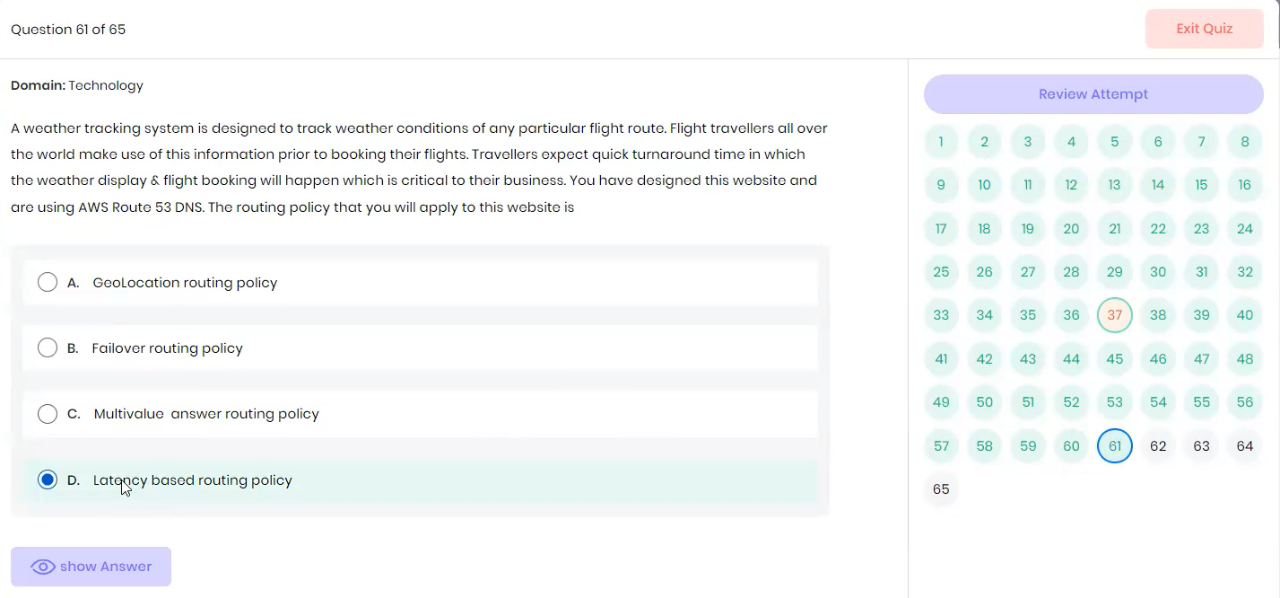 Question 61 of 65
Exit Quiz
Domain: Technology
A weather tracking system is designed to track weather conditions of any particular flight route. Flight travellers all over
the world make use of this information prior to booking their flights. Travellers expect quick turnaround time in which
the weather display & flight booking will happen which is critical to their business. You have designed this website and
are using AWS Route 53 DNS. The routing policy that you will apply to this website is
A. GeoLocation routing policy
B. Failover routing policy
C. Multivalue answer routing policy
D. Latency based routing policy
show Answer
Review Attempt
1 2 3 4 5 6 7 8
9 10 11 12 13 14 15 16
17 18 19 20 21 22 23 24
25 26 27 28 29 30 31 32
33 34 35 36 37 38 39 40
41 42 43 44 45 46 47 48
49 50 51 52 53 54 55 56
57 58 59 60 61 62 63 64
65